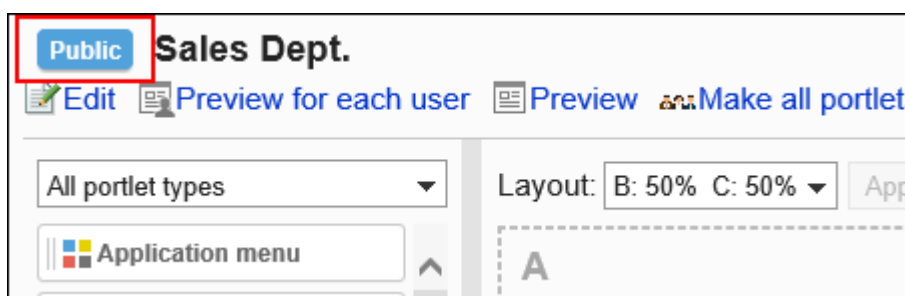 Public Sales Dept.
Edit Preview for each user Preview Make all portlet
All portlet types
Layout: B: 50% C: 50% App
Application menu
A